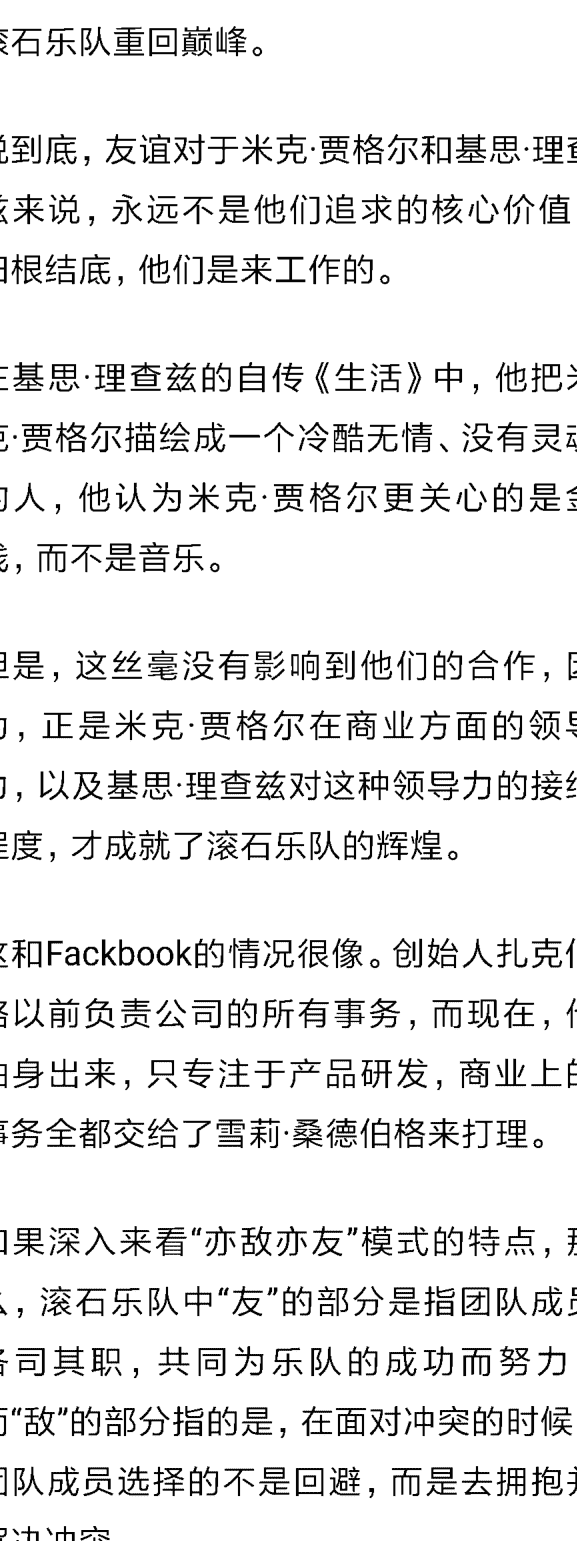 滚石乐队重回巅峰。
说到底，友谊对于米克·贾格尔和基思·理查
兹来说，永远不是他们追求的核心价值
归根结底，他们是来工作的。
在基思·理查兹的自传《生活》中，他把米
克·贾格尔描绘成一个冷酷无情、没有灵魂
的人，他认为米克·贾格尔更关心的是金
钱，而不是音乐。
但是，这丝毫没有影响到他们的合作，因
为，正是米克·贾格尔在商业方面的领导
力，以及基思·理查兹对这种领导力的接纳
程度，才成就了滚石乐队的辉煌。
这和Fackbook的情况很像。创始人扎克伯
格以前负责公司的所有事务，而现在，他
抽身出来，只专注于产品研发，商业上的
事务全都交给了雪莉·桑德伯格来打理。
如果深入来看“亦敌亦友”模式的特点，那
么，滚石乐队中“友”的部分是指团队成员
各司其职，共同为乐队的成功而努力
而“敌”的部分指的是，在面对冲突的时候
团队成员选择的不是回避，而是去拥抱并
解决冲突